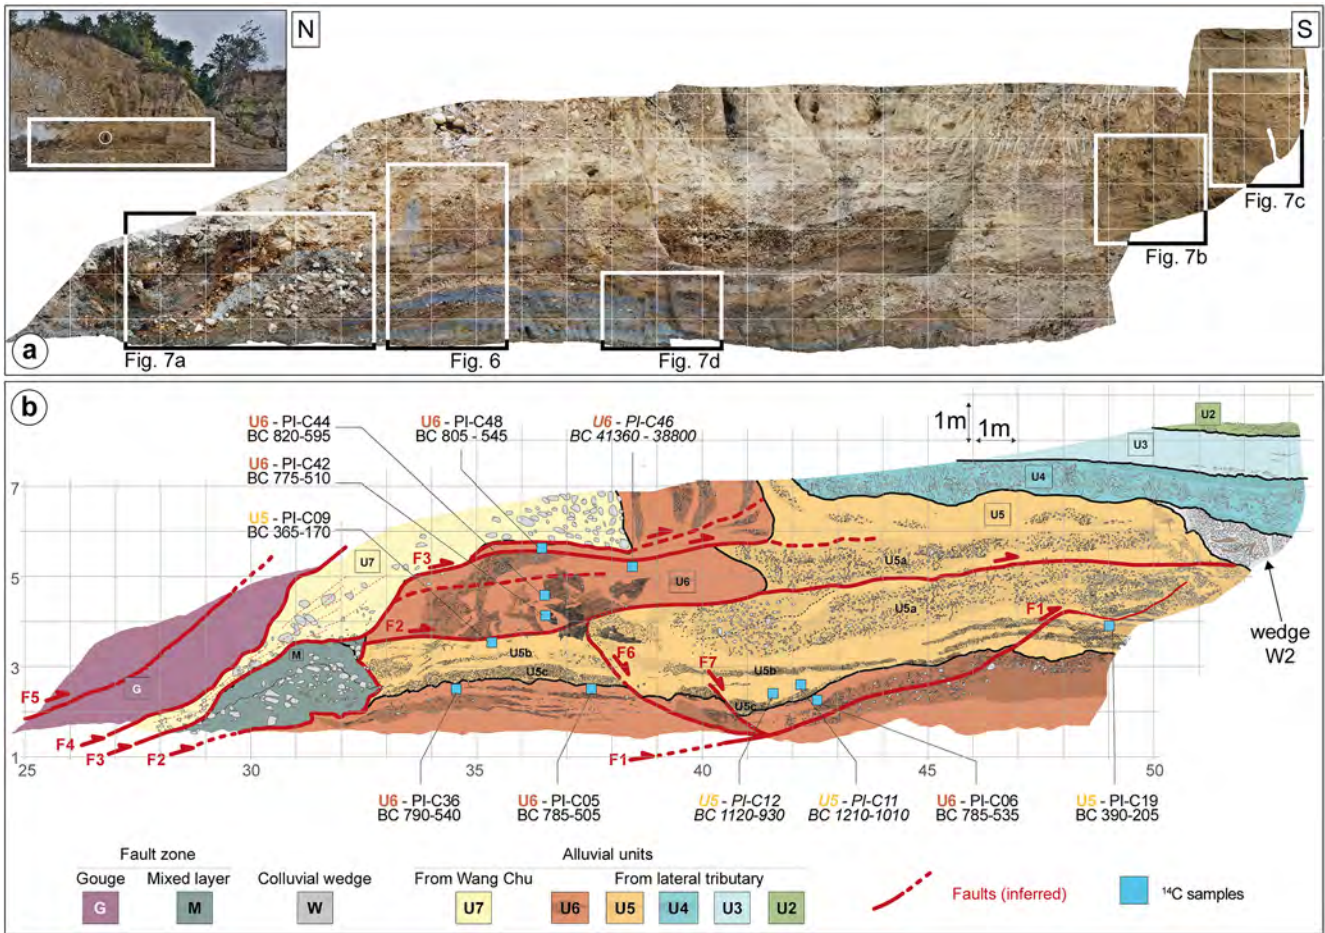 N
S
Fig. 7c
Fig. 7b
a
Fig. 7a
Fig. 6
Fig. 7d
b
U6 - PI-C44
BC 820-595
U6 - PI-C48
BC 805 - 545
U6 - PI-C46
BC 41360 - 38800
U6 - PI-C42
BC 775-510
U5 - PI-C09
BC 365-170
1m
1m
U2
U3
U4
U5
U7
F3
U5a
U6
U5a
F1
F2
M
U5b
F6
F7
U5b
U5c
U5c
wedge
W2
F5
G
F4
F3
F2
F1
7
5
3
1
25
30
35
40
45
50
U6 - PI-C36
BC 790-540
U6 - PI-C05
BC 785-505
U5 - PI-C12
BC 1120-930
U5 - PI-C11
BC 1210-1010
U6 - PI-C06
BC 785-535
U5 - PI-C19
BC 390-205
Fault zone
Alluvial units
Gouge
Mixed layer
Colluvial wedge
From Wang Chu
From lateral tributary
G
M
W
U7
U6
U5
U4
U3
U2
Faults (inferred)
¹⁴C samples